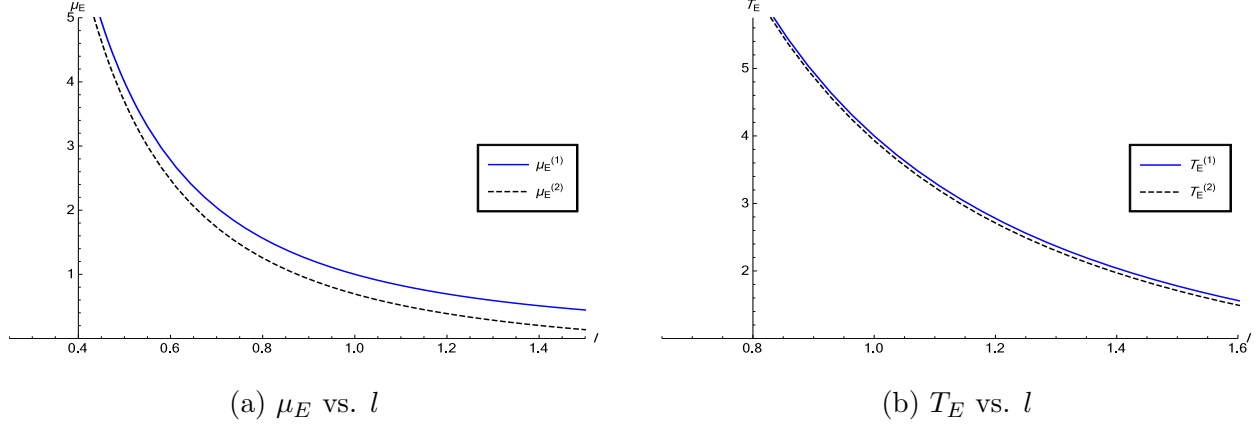 μE
5
4
3
2
1
0.4 0.6 0.8 1.0 1.2 1.4 l
μE(1)
μE(2)
(a) μE vs. l
TE
5
4
3
2
0.8 1.0 1.2 1.4 1.6 l
TE(1)
TE(2)
(b) TE vs. l